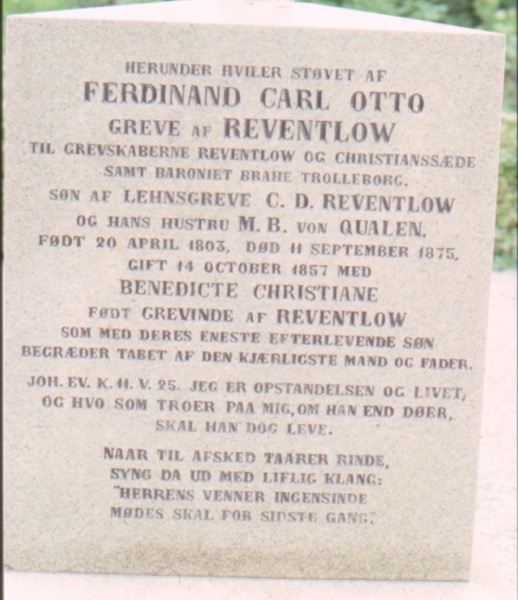 HERUNDER HVILER STØVET AF
FERDINAND CARL OTTO
GREVE AF REVENTLOW
TIL GREVSKABERNE REVENTLOW OG CHRISTIANSSÆDE
SAMT BARONIET BRAHE TROLLEBORG.
SØN AF LEHNSGREVE C. D. REVENTLOW
OG HANS HUSTRU M. B. VON QUALEN,
FØDT 20 APRIL 1803, DØD 11 SEPTEMBER 1875,
GIFT 14 OCTOBER 1857 MED
BENEDICTE CHRISTIANE
FØDT GREVINDE AF REVENTLOW
SOM MED DERES ENESTE EFTERLEVENDE SØN
BEGRÆDER TABET AF DEN KJÆRLIGSTE MAND OG FADER.
JOH. EV. K. 11. V. 25. JEG ER OPSTANDELSEN OG LIVET,
OG HVO SOM TROER PAA MIG, OM HAN END DØER,
SKAL HAN DOG LEVE.
NAAR TIL AFSKED TAARER RINDE,
SYNG DA UD MED LIFLIG KLANG:
"HERRENS VENNER INGENSINDE
MØDES SKAL FOR SIDSTE GANG."